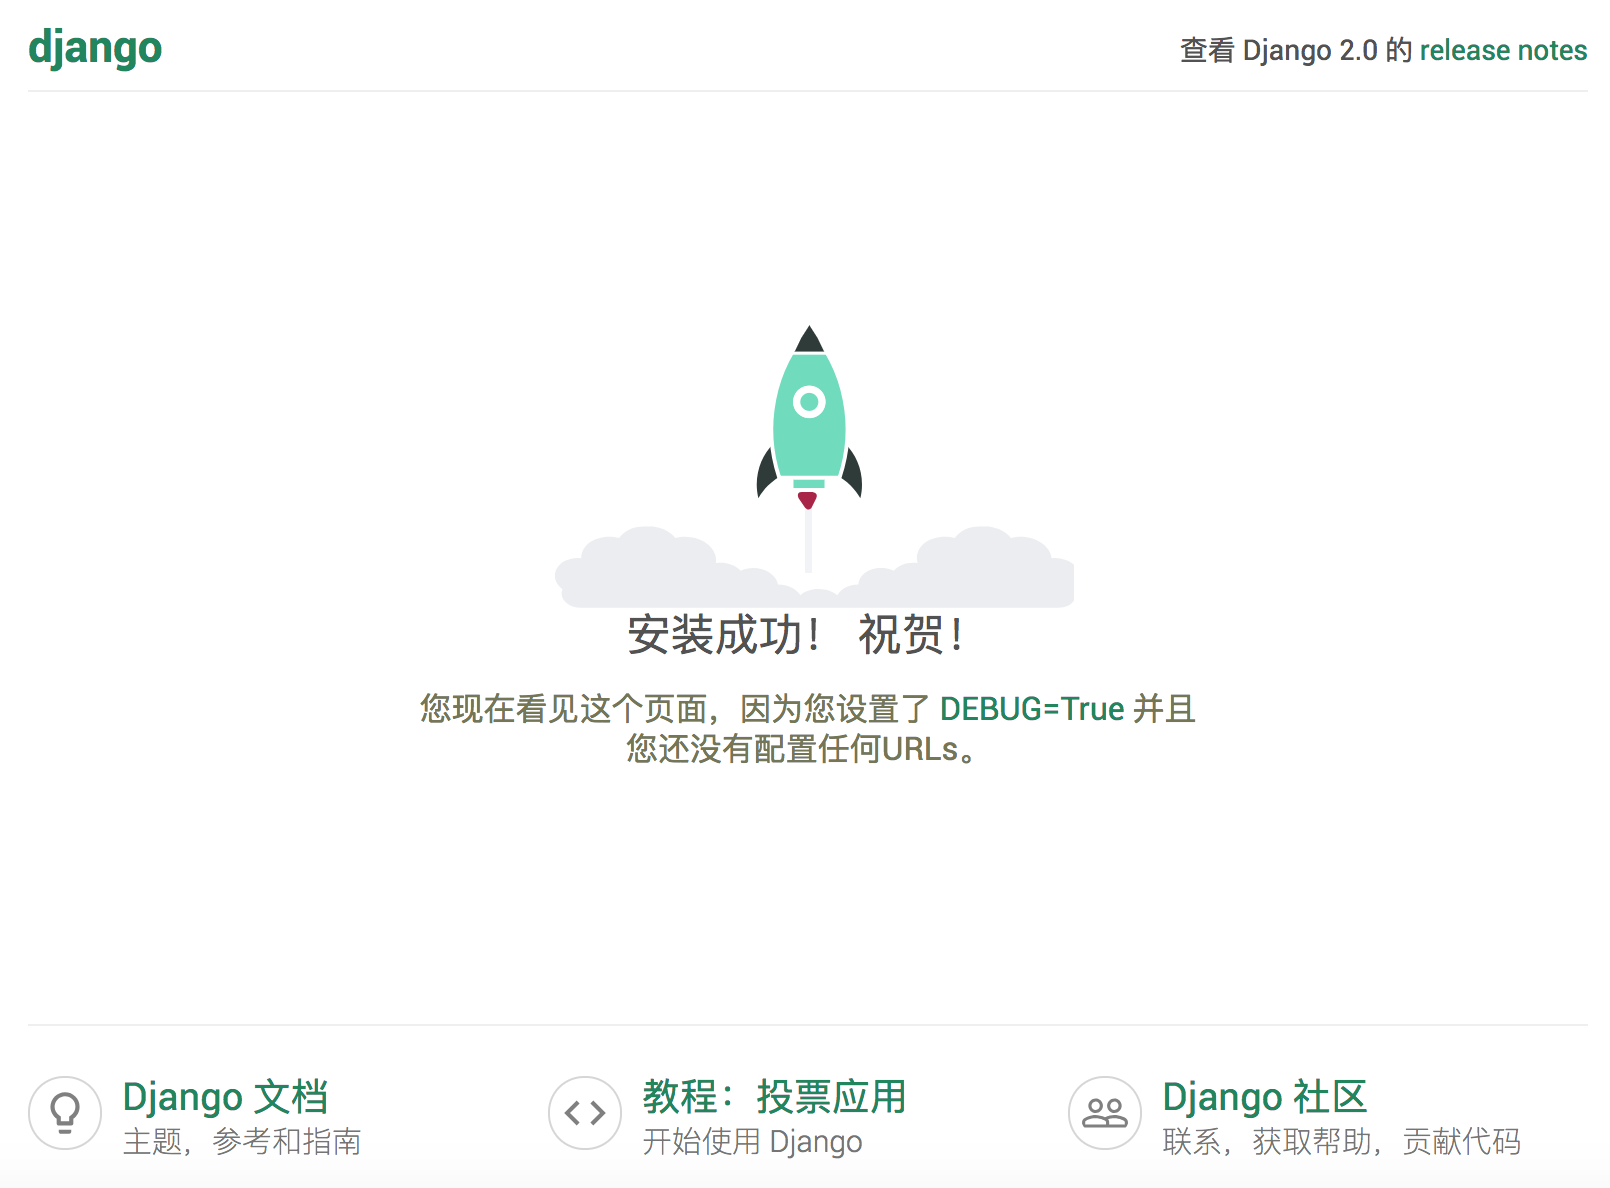 django
查看 Django 2.0 的 release notes
安装成功！ 祝贺！
您现在看见这个页面，因为您设置了 DEBUG=True 并且
您还没有配置任何URLs。
Django 文档
主题，参考和指南
教程：投票应用
开始使用 Django
Django 社区
联系，获取帮助，贡献代码